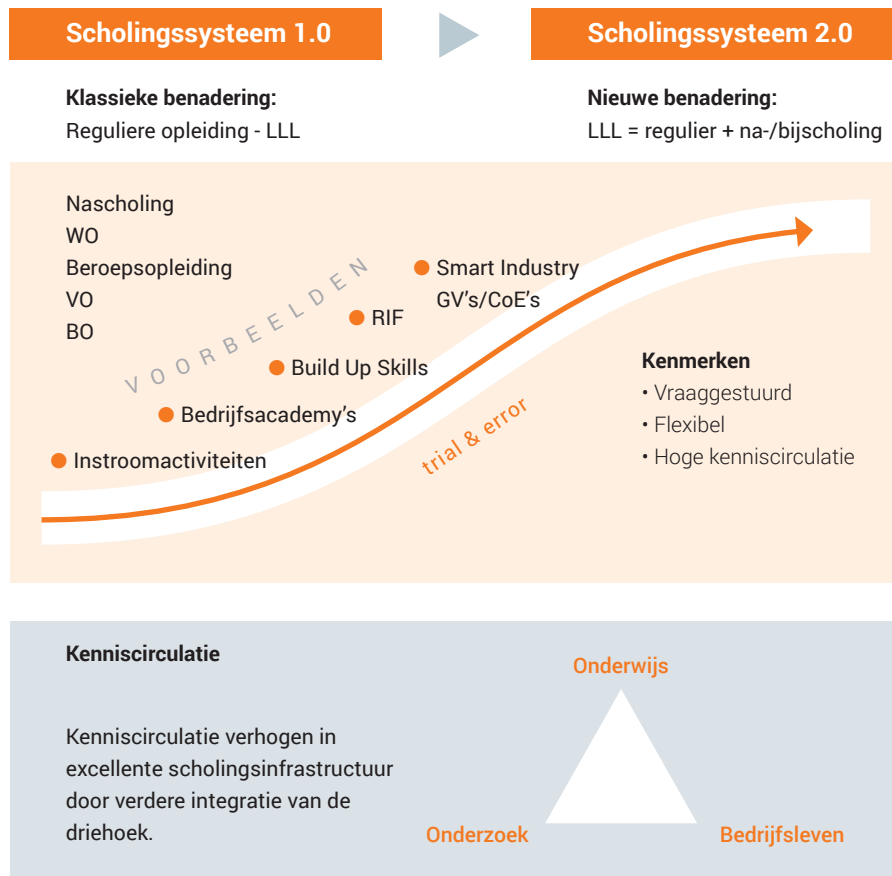 Scholingssysteem 1.0
Scholingssysteem 2.0
Klassieke benadering:
Reguliere opleiding - LLL
Nieuwe benadering:
LLL = regulier + na-/bijscholing
Nascholing
WO
Beroepsopleiding
VO
BO
VOORBEELDEN
Smart Industry
GV's/CoE's
RIF
Build Up Skills
Bedrijfsacademy's
Instroomactiviteiten
trial & error
Kenmerken
• Vraaggestuurd
• Flexibel
• Hoge kenniscirculatie
Kenniscirculatie
Kenniscirculatie verhogen in
excellente scholingsinfrastructuur
door verdere integratie van de
driehoek.
Onderwijs
Onderzoek
Bedrijfsleven